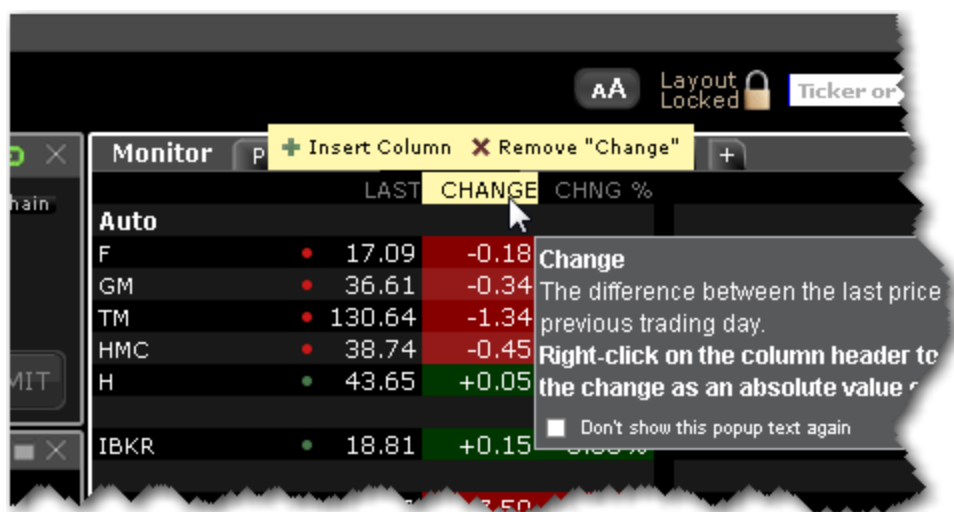 AA
Layout
Locked
Ticker or
Insert Column Remove "Change"
Monitor P +
hain
LAST CHANGE CHNG %
Auto
F 17.09 -0.18
GM 36.61 -0.34
TM 130.64 -1.34
HMC 38.74 -0.45
H 43.65 +0.05
IBKR 18.81 +0.15
Change
The difference between the last price
previous trading day.
Right-click on the column header to
the change as an absolute value
Don't show this popup text again
MIT